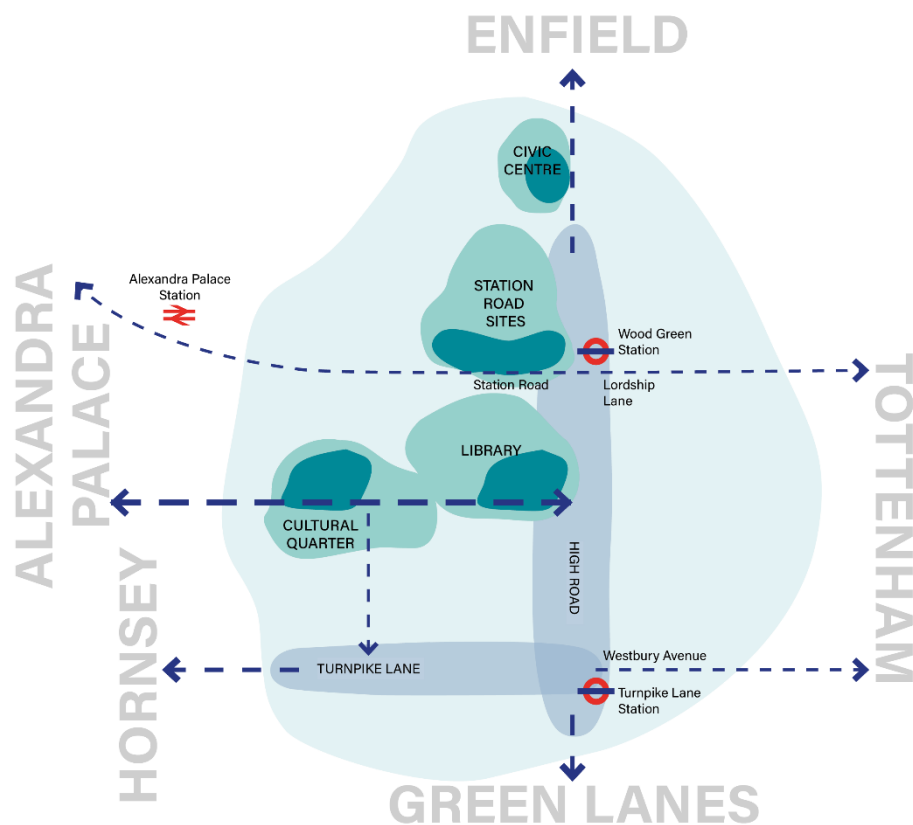 ENFIELD
CIVIC
CENTRE
ALEXANDRA
PALACE
Alexandra Palace
Station
STATION
ROAD
SITES
Wood Green
Station
Station Road
Lordship
Lane
TOTTENHAM
LIBRARY
CULTURAL
QUARTER
HIGH ROAD
HORNSEY
TURNPIKE LANE
Westbury Avenue
Turnpike Lane
Station
GREEN LANES